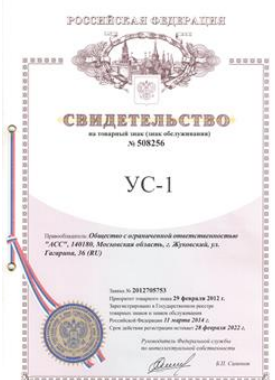 РОССИЙСКАЯ ФЕДЕРАЦИЯ
СВИДЕТЕЛЬСТВО
на товарный знак (знак обслуживания)
№ 508256
УС-1
Правообладатель: Общество с ограниченной ответственностью
"АСС", 140180, Московская область, г. Жуковский, ул.
Гагарина, 36 (RU)
Заявка № 2012705753
Приоритет товарного знака 29 февраля 2012 г.
Зарегистрировано в Государственном реестре
товарных знаков и знаков обслуживания
Российской Федерации 11 марта 2014 г.
Срок действия регистрации истекает 28 февраля 2022 г.
Руководитель Федеральной службы
по интеллектуальной собственности
Б.П. Симонов